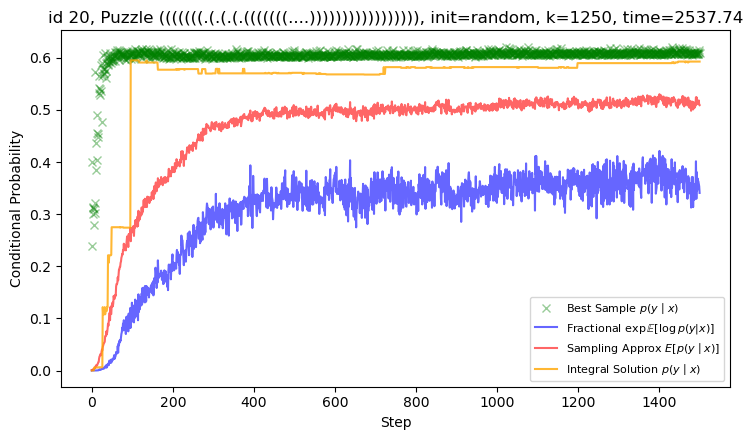 id 20, Puzzle (((((((.(.(.(.(((((((....))))))))))))))))), init=random, k=1250, time=2537.74
Conditional Probability
0.6
0.5
0.4
0.3
0.2
0.1
0.0
0 200 400 600 800 1000 1200 1400
Step
Best Sample p(y | x)
Fractional exp𝔼[log p(y|x)]
Sampling Approx E[p(y | x)]
Integral Solution p(y | x)